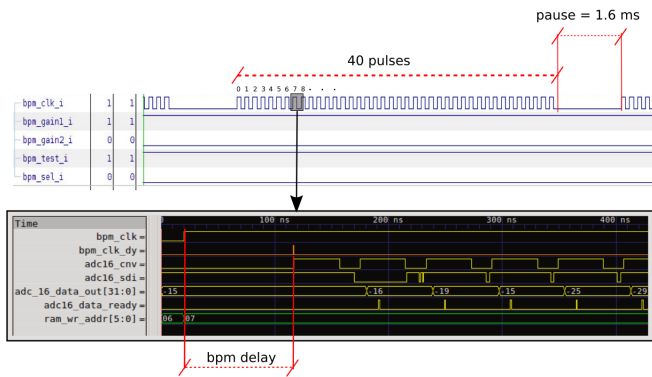 pause = 1.6 ms
40 pulses
0 1 2 3 4 5 6 7 8 · · ·
bpm_clk_i 1 1
bpm_gain1_i 1 1
bpm_gain2_i 0 0
bpm_test_i 1 1
bpm_sel_i 0 0
Time 100 ns 200 ns 300 ns 400 ns
bpm_clk =
bpm_clk_dy =
adc16_cnv =
adc16_sdi =
adc_16_data_out[31:0] = -15 -16 -19 -15 -25 -29
adc16_data_ready =
ram_wr_addr[5:0] = 06 07
bpm delay